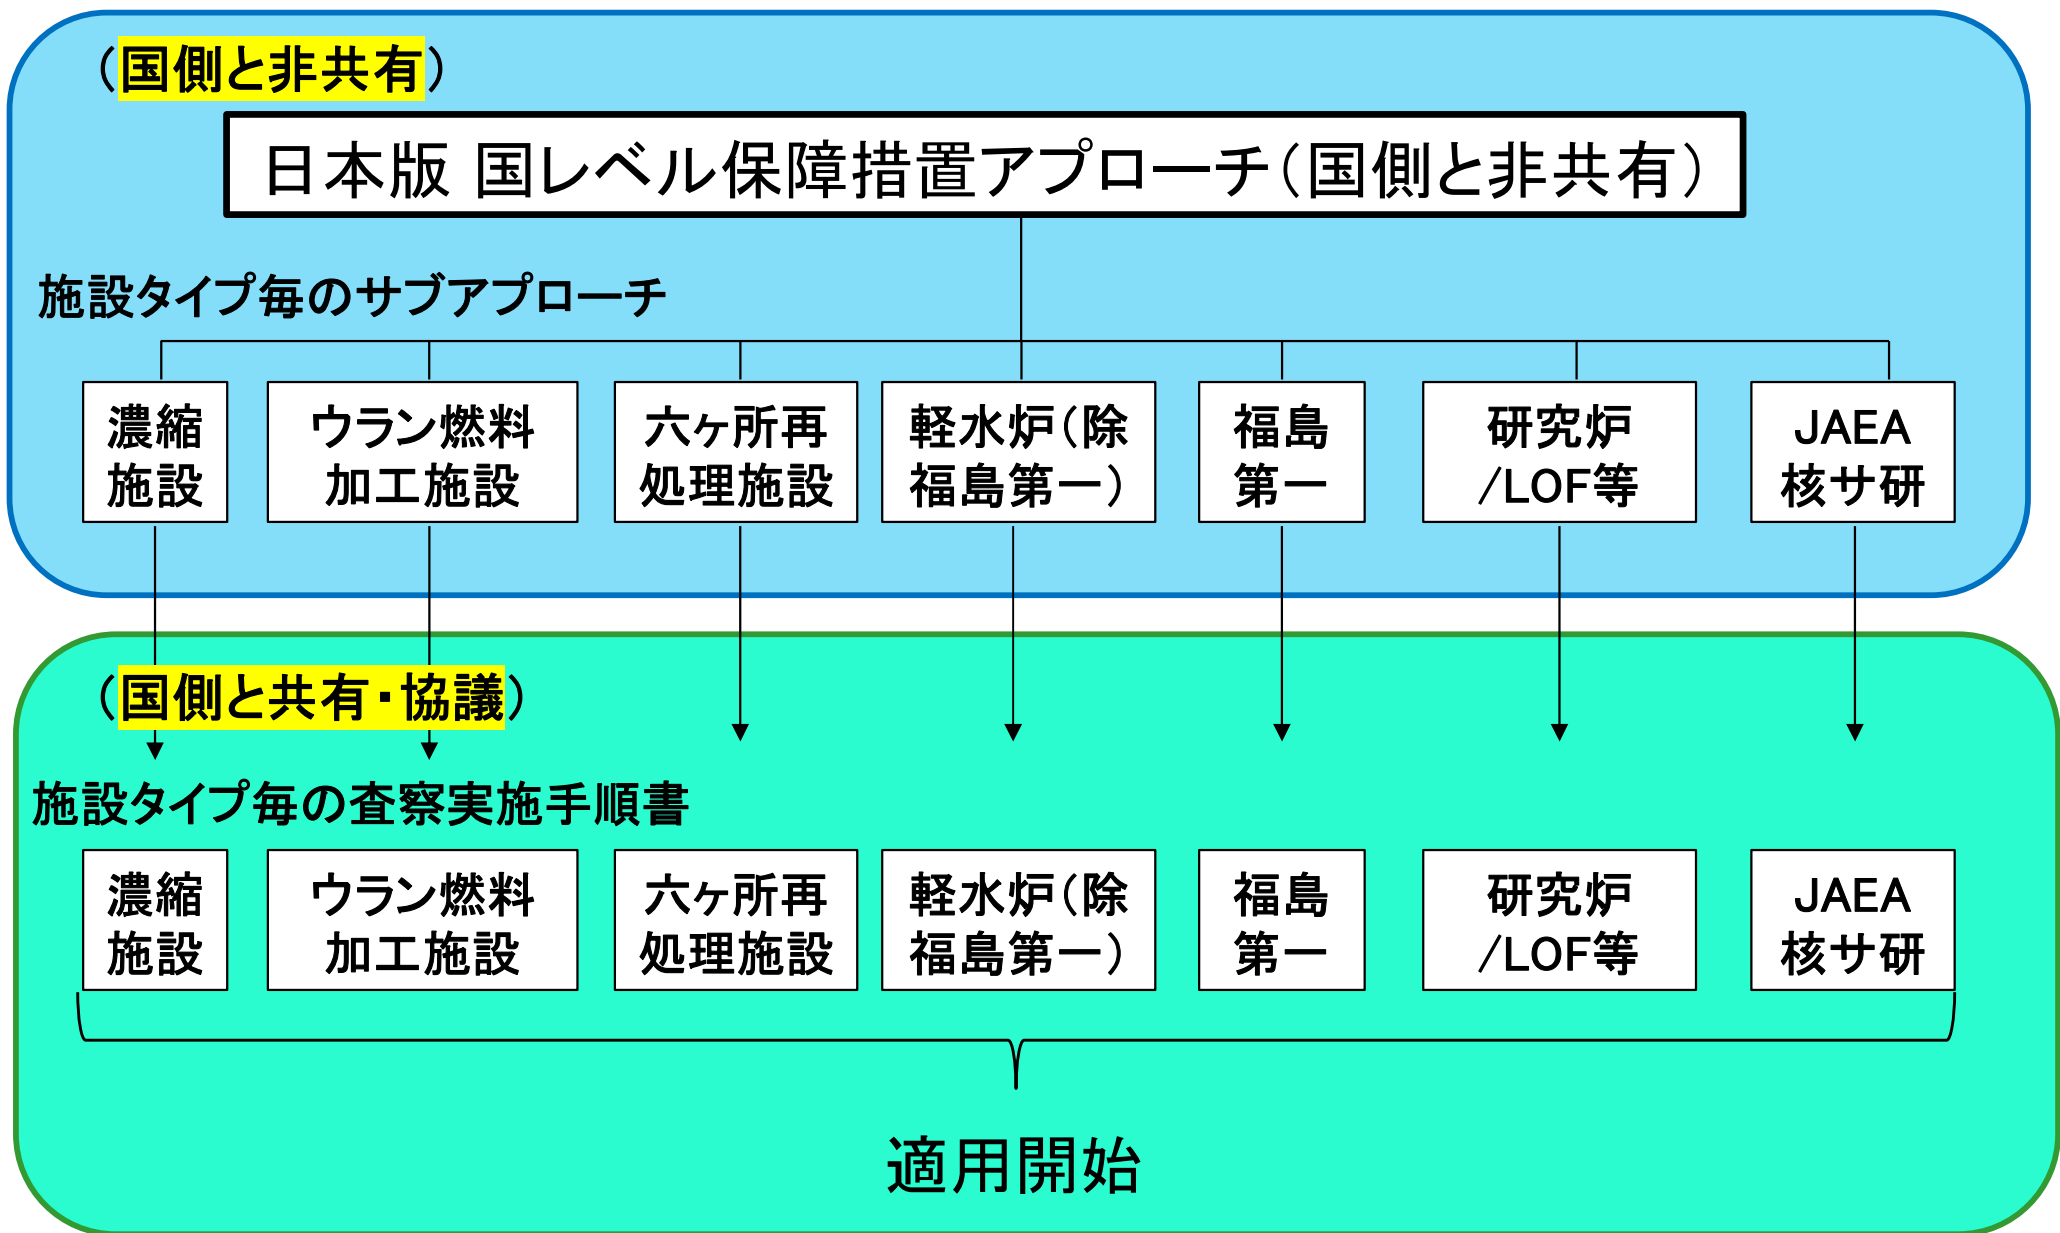 （国側と非共有）
日本版 国レベル保障措置アプローチ（国側と非共有）
施設タイプ毎のサブアプローチ
濃縮
施設
ウラン燃料
加工施設
六ヶ所再
処理施設
軽水炉（除
福島第一）
福島
第一
研究炉
/LOF等
JAEA
核サ研
（国側と共有・協議）
施設タイプ毎の査察実施手順書
濃縮
施設
ウラン燃料
加工施設
六ヶ所再
処理施設
軽水炉（除
福島第一）
福島
第一
研究炉
/LOF等
JAEA
核サ研
適用開始